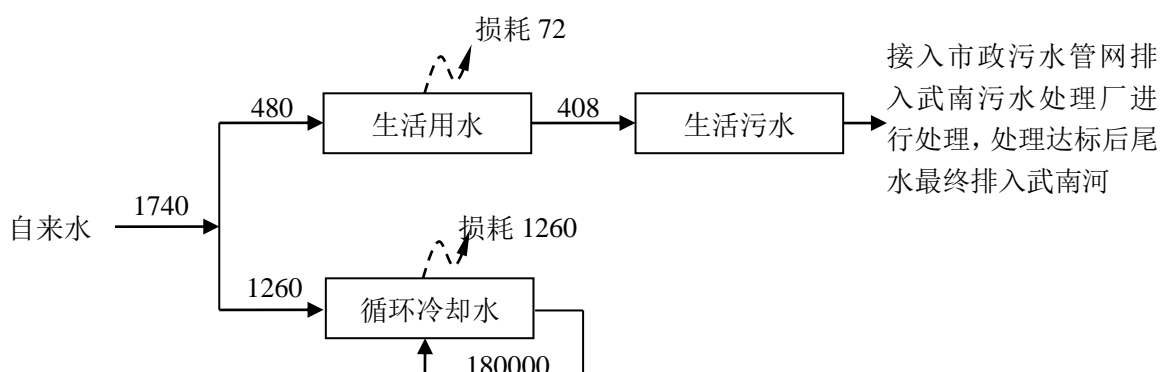 损耗 72
接入市政污水管网排
入武南污水处理厂进
行处理，处理达标后尾
水最终排入武南河
480
生活用水
408
生活污水
自来水
1740
损耗 1260
1260
循环冷却水
180000